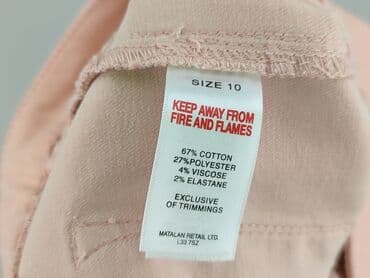 SIZE 10
KEEP AWAY FROM
FIRE AND FLAMES
67% COTTON
27%POLYESTER
4% VISCOSE
2% ELASTANE
EXCLUSIVE
OF TRIMMINGS
MATALAN RETAIL LTD.
L33 7SZ